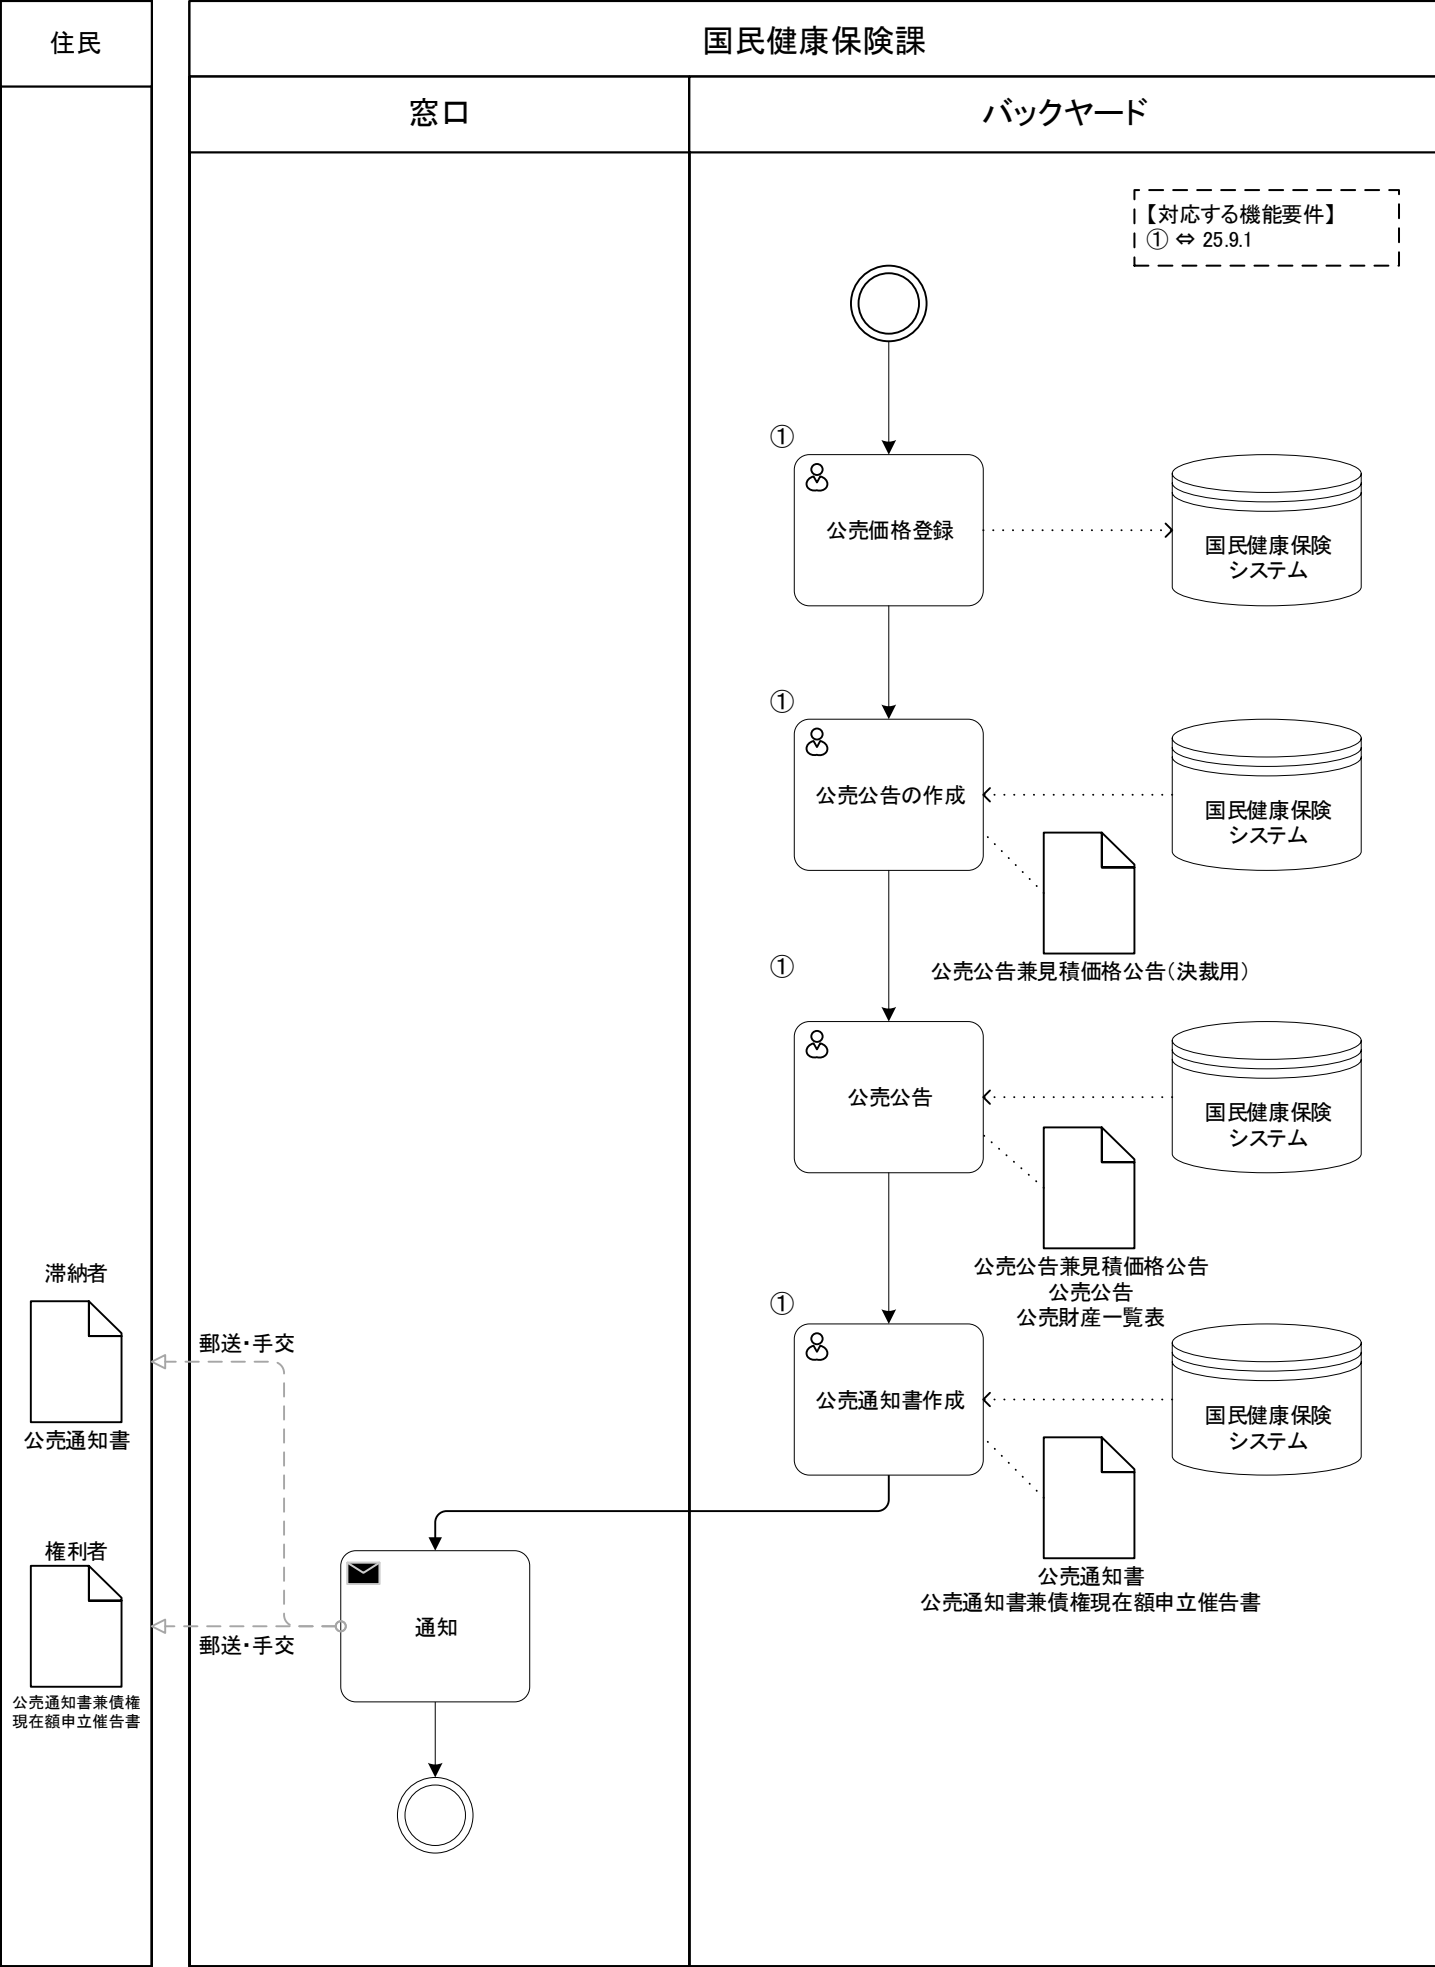 住民
国民健康保険課
窓口
バックヤード
【対応する機能要件】
① ⇔ 25.9.1
①
公売価格登録
国民健康保険
システム
①
公売公告の作成
国民健康保険
システム
公売公告兼見積価格公告(決裁用)
①
公売公告
国民健康保険
システム
公売公告兼見積価格公告
公売公告
公売財産一覧表
①
公売通知書作成
国民健康保険
システム
公売通知書
公売通知書兼債権現在額申立催告書
滞納者
公売通知書
郵送・手交
権利者
公売通知書兼債権
現在額申立催告書
郵送・手交
通知